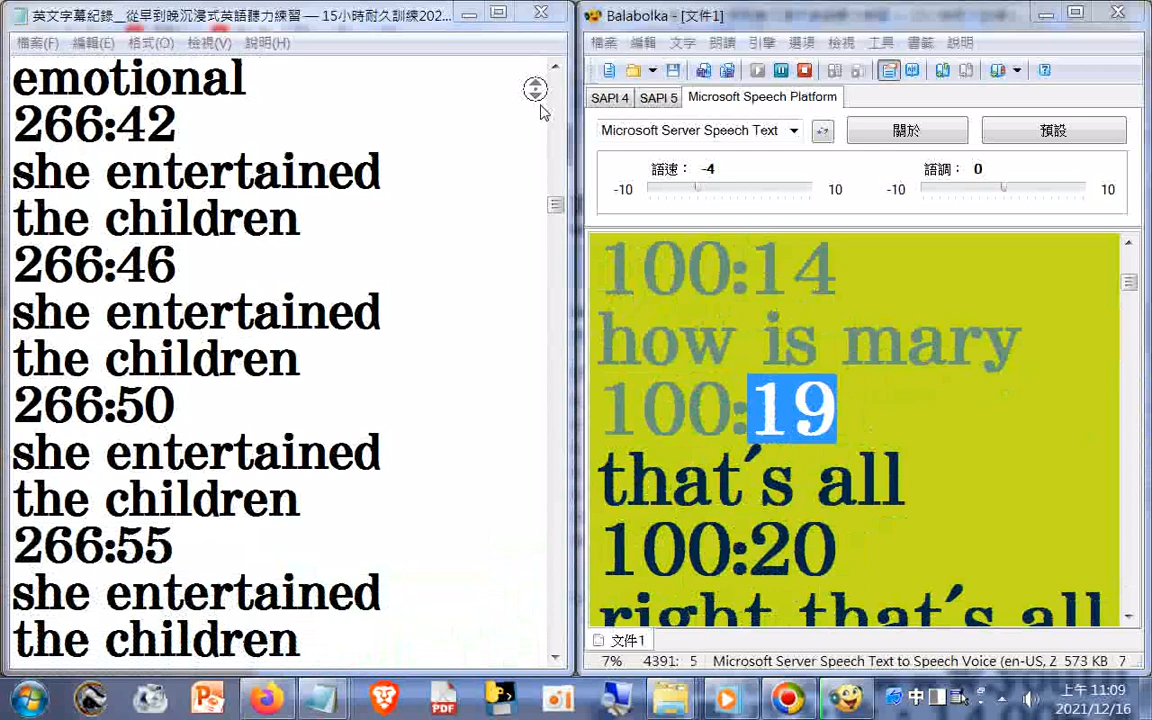 英文字幕紀錄__從早到晚沉浸式英語聽力練習 — 15小時耐久訓練202...
檔案(F) 編輯(E) 格式(O) 檢視(V) 說明(H)
emotional
266:42
she entertained
the children
266:46
she entertained
the children
266:50
she entertained
the children
266:55
she entertained
the children
Balabolka - [文件1]
檔案 編輯 文字 朗讀 引擎 選項 檢視 工具 書籤 說明
SAPI 4 SAPI 5 Microsoft Speech Platform
Microsoft Server Speech Text 關於 預設
語速： -4 語調： 0
-10 10 -10 10
100:14
how is mary
100:19
that's all
100:20
right that's all
文件1
7% 4391: 5 Microsoft Server Speech Text to Speech Voice (en-US, Z 573 KB 7
PDF 中 上午 11:09
2021/12/16